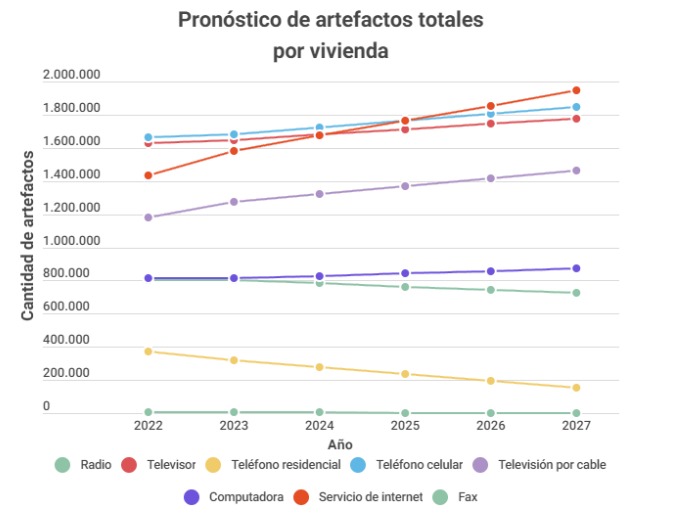 Pronóstico de artefactos totales
por vivienda
Cantidad de artefactos
2.000.000
1.800.000
1.600.000
1.400.000
1.200.000
1.000.000
800.000
600.000
400.000
200.000
0
2022 2023 2024 2025 2026 2027
Año
Radio Televisor Teléfono residencial Teléfono celular Televisión por cable
Computadora Servicio de internet Fax